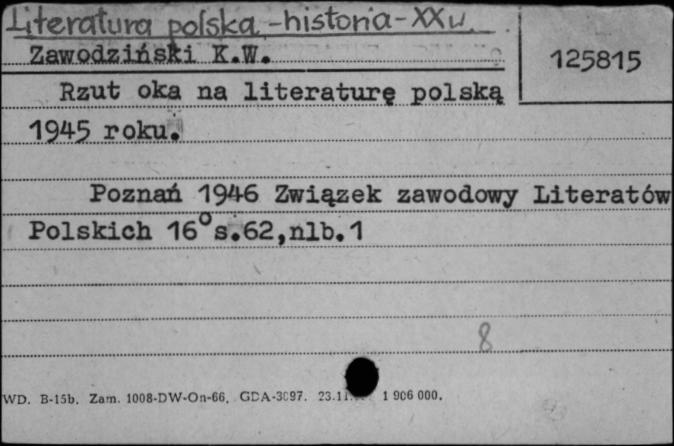 Literatura polska - historia - XX w.
Zawodziński K.W.
125815
Rzut oka na literaturę polską
1945 roku.
Poznań 1946 Związek zawodowy Literatów
Polskich 16° s.62,nlb.1
8
WD. B-15b. Zam. 1008-DW-On-66. GDA-3097. 23.11. 1 906 000.